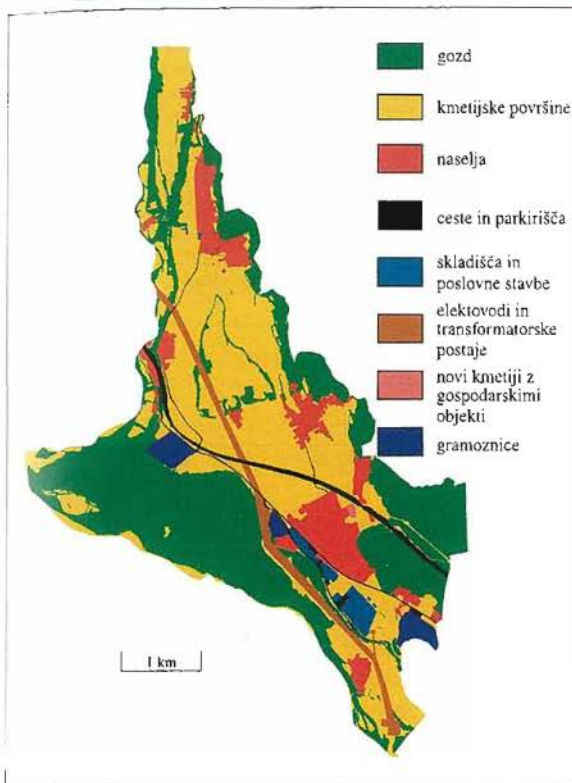 gozd
kmetijske površine
naselja
ceste in parkirišča
skladišča in
poslovne stavbe
elektovodi in
transformatorske
postaje
novi kmetiji z
gospodarskimi
objekti
gramoznice
1 km